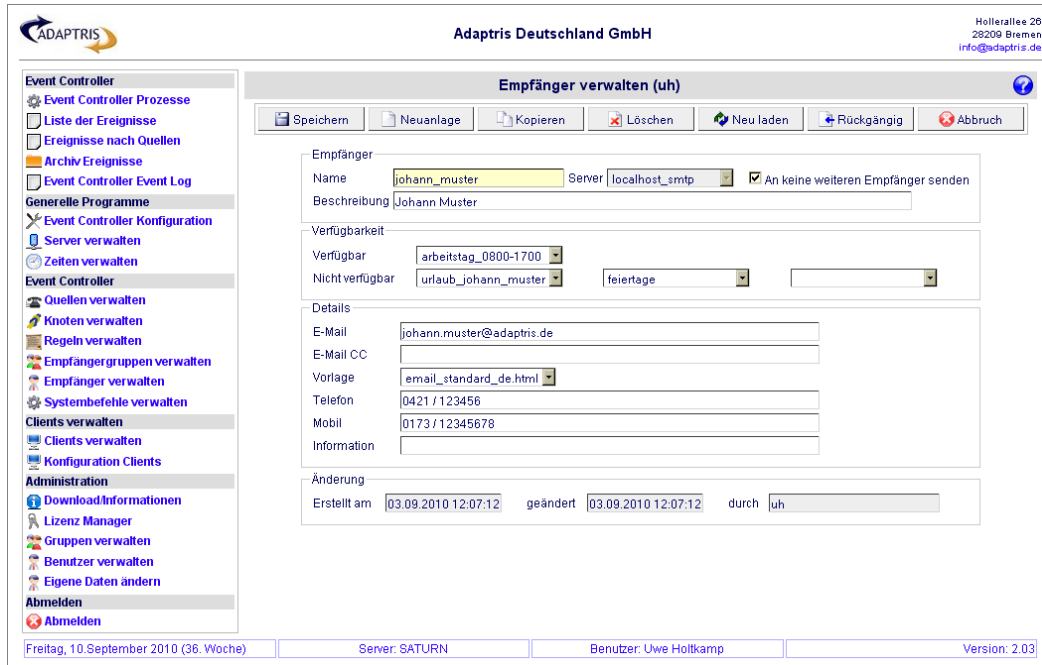 ADAPTRIS
Adaptris Deutschland GmbH
Hollerallee 26
28209 Bremen
info@adaptris.de
Event Controller
Event Controller Prozesse
Liste der Ereignisse
Ereignisse nach Quellen
Archiv Ereignisse
Event Controller Event Log
Generelle Programme
Event Controller Konfiguration
Server verwalten
Zeiten verwalten
Event Controller
Quellen verwalten
Knoten verwalten
Regeln verwalten
Empfängergruppen verwalten
Empfänger verwalten
Systembefehle verwalten
Clients verwalten
Clients verwalten
Konfiguration Clients
Administration
Download/Informationen
Lizenz Manager
Gruppen verwalten
Benutzer verwalten
Eigene Daten ändern
Abmelden
Abmelden
Empfänger verwalten (uh)
?
Speichern Neuanlage Kopieren Löschen Neu laden Rückgängig Abbruch
Empfänger
Name johann_muster Server localhost_smtp An keine weiteren Empfänger senden
Beschreibung Johann Muster
Verfügbarkeit
Verfügbar arbeitstag_0800-1700
Nicht verfügbar urlaub_johann_muster feiertage
Details
E-Mail johann.muster@adaptris.de
E-Mail CC
Vorlage email_standard_de.html
Telefon 0421 / 123456
Mobil 0173 / 12345678
Information
Änderung
Erstellt am 03.09.2010 12:07:12 geändert 03.09.2010 12:07:12 durch uh
Freitag, 10.September 2010 (36. Woche) Server: SATURN Benutzer: Uwe Holtkamp Version: 2.03